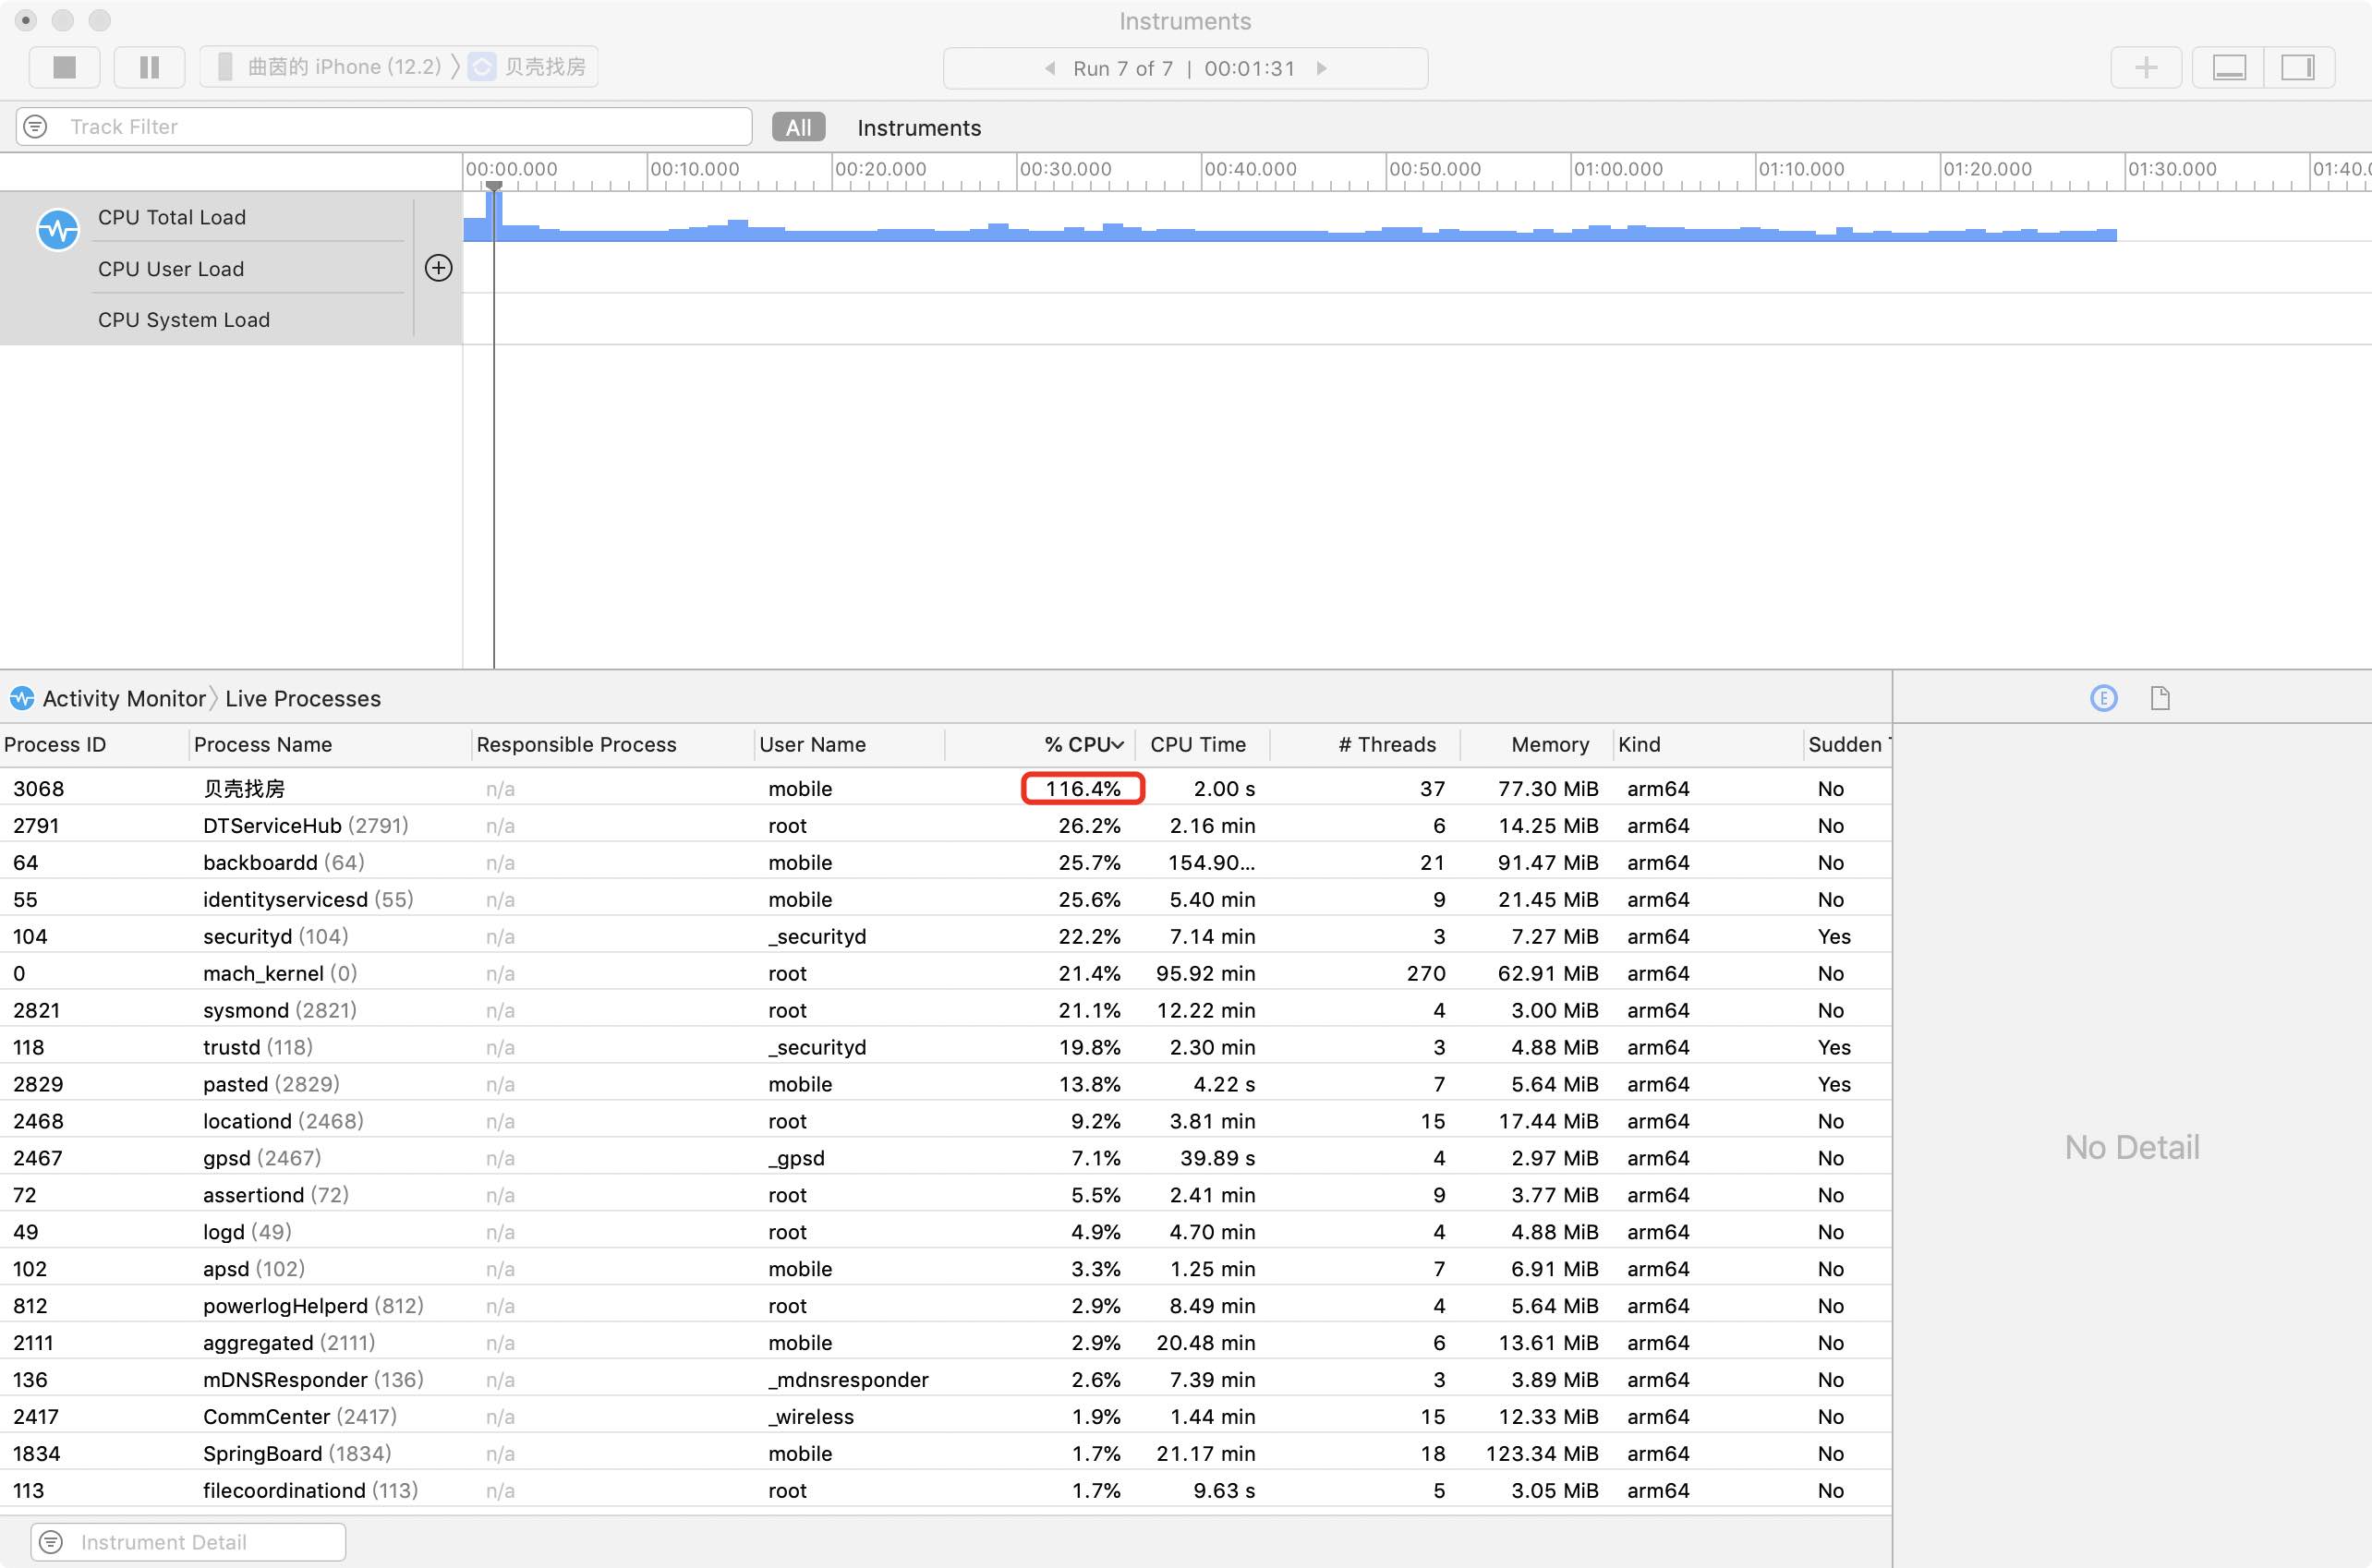 Instruments
曲茵的 iPhone (12.2) 〉 贝壳找房
Run 7 of 7 | 00:01:31
Track Filter
All Instruments
00:00.000 00:10.000 00:20.000 00:30.000 00:40.000 00:50.000 01:00.000 01:10.000 01:20.000 01:30.000 01:40.0
CPU Total Load
CPU User Load
CPU System Load
Activity Monitor 〉 Live Processes
E
Process ID Process Name Responsible Process User Name % CPU CPU Time # Threads Memory Kind Sudden
3068 贝壳找房 n/a mobile 116.4% 2.00 s 37 77.30 MiB arm64 No
2791 DTServiceHub (2791) n/a root 26.2% 2.16 min 6 14.25 MiB arm64 No
64 backboardd (64) n/a mobile 25.7% 154.90... 21 91.47 MiB arm64 No
55 identityservicesd (55) n/a mobile 25.6% 5.40 min 9 21.45 MiB arm64 No
104 securityd (104) n/a _securityd 22.2% 7.14 min 3 7.27 MiB arm64 Yes
0 mach_kernel (0) n/a root 21.4% 95.92 min 270 62.91 MiB arm64 No
2821 sysmond (2821) n/a root 21.1% 12.22 min 4 3.00 MiB arm64 No
118 trustd (118) n/a _securityd 19.8% 2.30 min 3 4.88 MiB arm64 Yes
2829 pasted (2829) n/a mobile 13.8% 4.22 s 7 5.64 MiB arm64 Yes
2468 locationd (2468) n/a root 9.2% 3.81 min 15 17.44 MiB arm64 No
2467 gpsd (2467) n/a _gpsd 7.1% 39.89 s 4 2.97 MiB arm64 No
72 assertiond (72) n/a root 5.5% 2.41 min 9 3.77 MiB arm64 No
49 logd (49) n/a root 4.9% 4.70 min 4 4.88 MiB arm64 No
102 apsd (102) n/a mobile 3.3% 1.25 min 7 6.91 MiB arm64 No
812 powerlogHelperd (812) n/a root 2.9% 8.49 min 4 5.64 MiB arm64 No
2111 aggregated (2111) n/a mobile 2.9% 20.48 min 6 13.61 MiB arm64 No
136 mDNSResponder (136) n/a _mdnsresponder 2.6% 7.39 min 3 3.89 MiB arm64 No
2417 CommCenter (2417) n/a _wireless 1.9% 1.44 min 15 12.33 MiB arm64 No
1834 SpringBoard (1834) n/a mobile 1.7% 21.17 min 18 123.34 MiB arm64 No
113 filecoordinationd (113) n/a root 1.7% 9.63 s 5 3.05 MiB arm64 No
No Detail
Instrument Detail